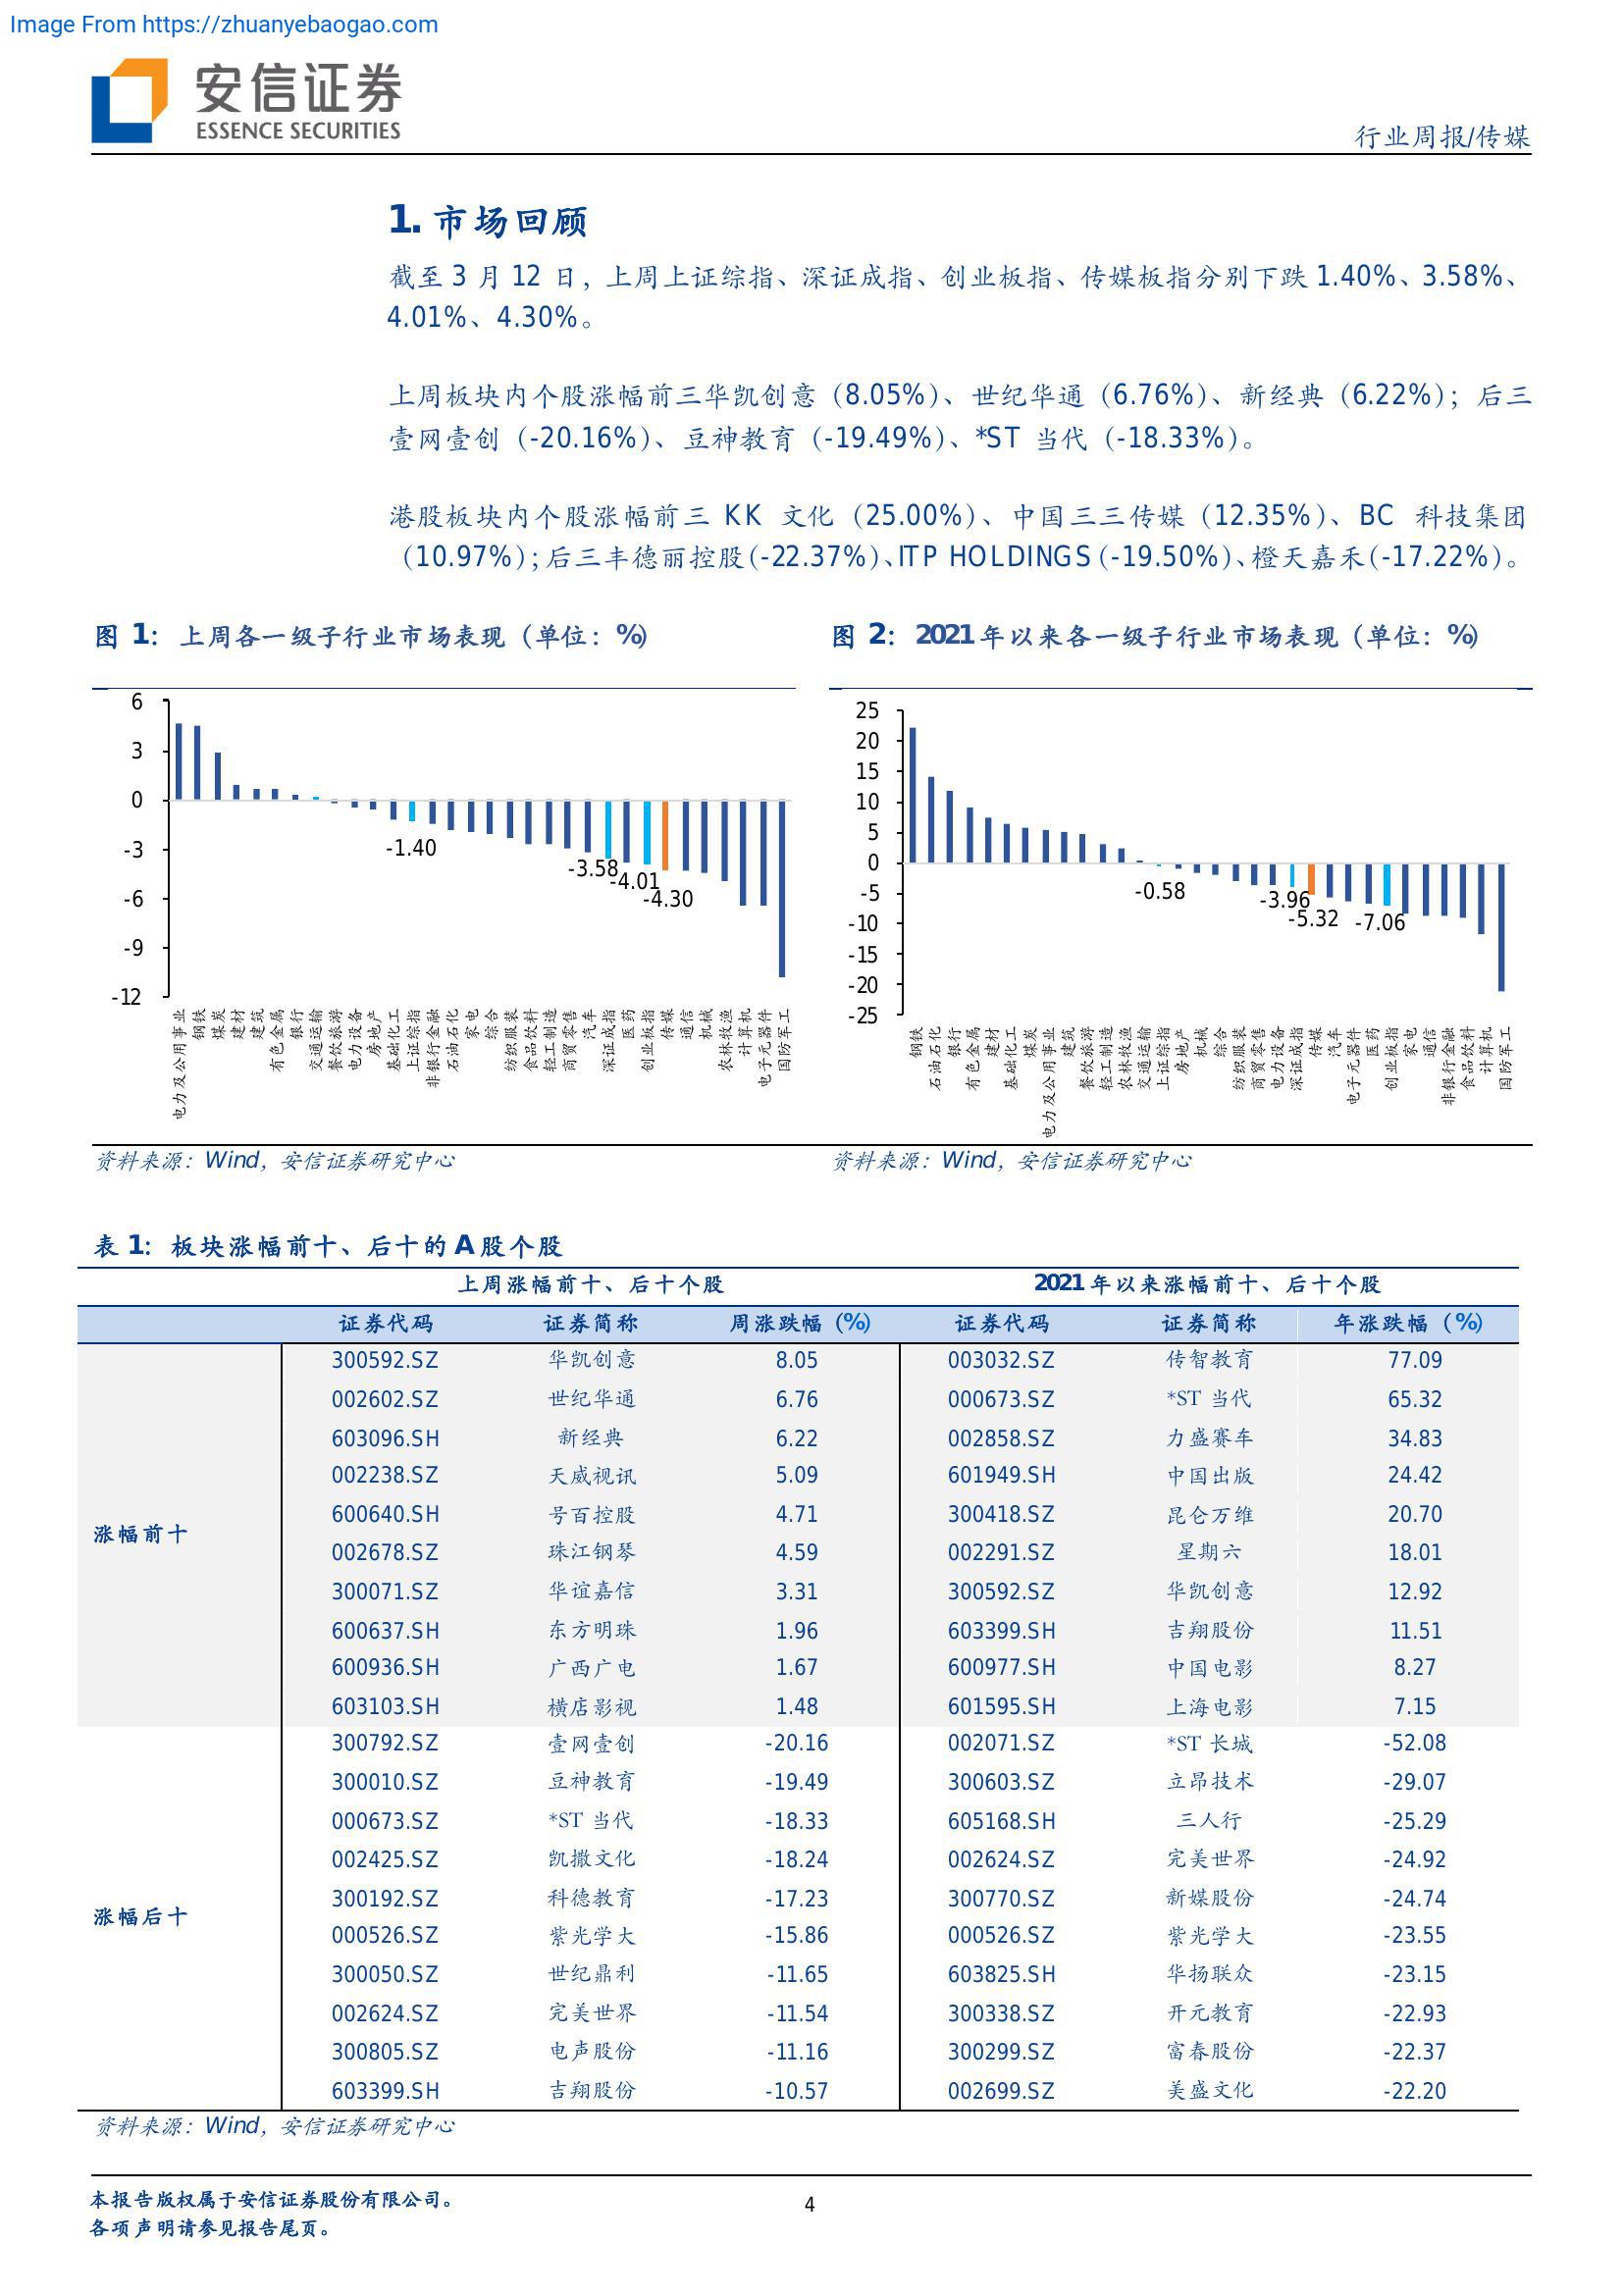 Image From https://zhuanyebaogao.com
安信证券
ESSENCE SECURITIES
行业周报/传媒
1. 市场回顾
截至 3 月 12 日，上周上证综指、深证成指、创业板指、传媒板指分别下跌 1.40%、3.58%、
4.01%、4.30%。
上周板块内个股涨幅前三华凯创意（8.05%）、世纪华通（6.76%）、新经典（6.22%）；后三
壹网壹创（-20.16%）、豆神教育（-19.49%）、*ST 当代（-18.33%）。
港股板块内个股涨幅前三 KK 文化（25.00%）、中国三三传媒（12.35%）、BC 科技集团
（10.97%）；后三丰德丽控股（-22.37%）、ITP HOLDINGS（-19.50%）、橙天嘉禾（-17.22%）。
图 1：上周各一级子行业市场表现（单位：%）
6
3
0
-3
-6
-9
-12
-1.40
-3.58
-4.01
-4.30
电力及公用事业
钢铁
煤炭
建材
建筑
有色金属
银行
交通运输
餐饮旅游
电力设备
房地产
基础化工
上证综指
非银行金融
石油石化
家电
综合
纺织服装
食品饮料
轻工制造
商贸零售
汽车
深证成指
医药
创业板指
传媒
通信
机械
农林牧渔
计算机
电子元器件
国防军工
资料来源：Wind，安信证券研究中心
图 2：2021 年以来各一级子行业市场表现（单位：%）
25
20
15
10
5
0
-5
-10
-15
-20
-25
-0.58
-3.96
-5.32
-7.06
钢铁
石油石化
银行
有色金属
建材
基础化工
煤炭
电力及公用事业
建筑
餐饮旅游
轻工制造
农林牧渔
交通运输
上证综指
房地产
机械
综合
纺织服装
商贸零售
电力设备
深证成指
传媒
汽车
电子元器件
医药
创业板指
家电
通信
非银行金融
食品饮料
计算机
国防军工
资料来源：Wind，安信证券研究中心
表 1：板块涨幅前十、后十的 A 股个股
上周涨幅前十、后十个股 2021 年以来涨幅前十、后十个股
证券代码 证券简称 周涨跌幅（%） 证券代码 证券简称 年涨跌幅（%）
涨幅前十
300592.SZ 华凯创意 8.05 003032.SZ 传智教育 77.09
002602.SZ 世纪华通 6.76 000673.SZ *ST 当代 65.32
603096.SH 新经典 6.22 002858.SZ 力盛赛车 34.83
002238.SZ 天威视讯 5.09 601949.SH 中国出版 24.42
600640.SH 号百控股 4.71 300418.SZ 昆仑万维 20.70
002678.SZ 珠江钢琴 4.59 002291.SZ 星期六 18.01
300071.SZ 华谊嘉信 3.31 300592.SZ 华凯创意 12.92
600637.SH 东方明珠 1.96 603399.SH 吉翔股份 11.51
600936.SH 广西广电 1.67 600977.SH 中国电影 8.27
603103.SH 横店影视 1.48 601595.SH 上海电影 7.15
涨幅后十
300792.SZ 壹网壹创 -20.16 002071.SZ *ST 长城 -52.08
300010.SZ 豆神教育 -19.49 300603.SZ 立昂技术 -29.07
000673.SZ *ST 当代 -18.33 605168.SH 三人行 -25.29
002425.SZ 凯撒文化 -18.24 002624.SZ 完美世界 -24.92
300192.SZ 科德教育 -17.23 300770.SZ 新媒股份 -24.74
000526.SZ 紫光学大 -15.86 000526.SZ 紫光学大 -23.55
300050.SZ 世纪鼎利 -11.65 603825.SH 华扬联众 -23.15
002624.SZ 完美世界 -11.54 300338.SZ 开元教育 -22.93
300805.SZ 电声股份 -11.16 300299.SZ 富春股份 -22.37
603399.SH 吉翔股份 -10.57 002699.SZ 美盛文化 -22.20
资料来源：Wind，安信证券研究中心
本报告版权属于安信证券股份有限公司。
各项声明请参见报告尾页。
4